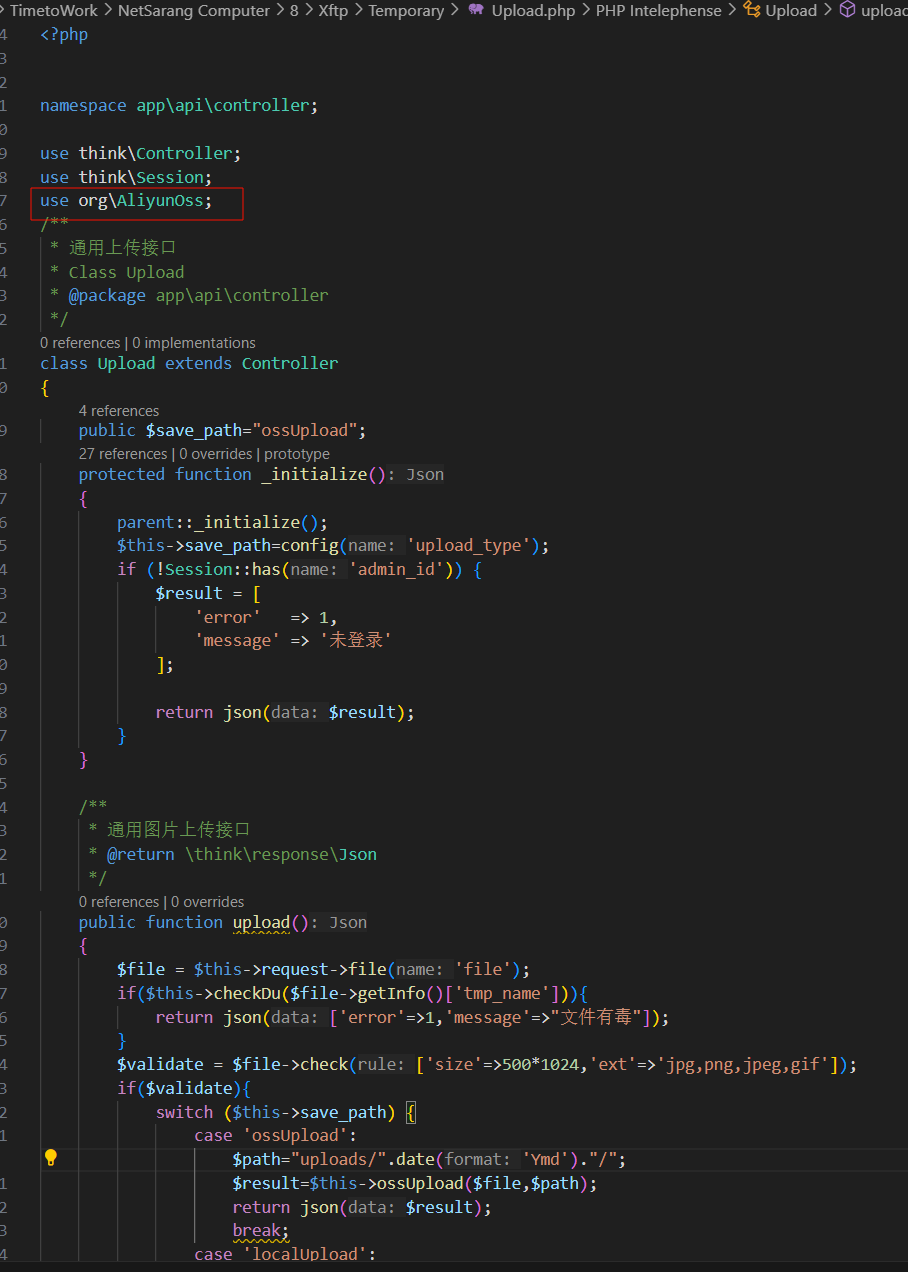 TimetoWork > NetSarang Computer > 8 > Xftp > Temporary > Upload.php > PHP Intelephense > Upload > upload
4 <?php
3
2
1 namespace app\api\controller;
0
9 use think\Controller;
8 use think\Session;
7 use org\AliyunOss;
6 /**
5 * 通用上传接口
4 * Class Upload
3 * @package app\api\controller
2 */
0 references | 0 implementations
1 class Upload extends Controller
0 {
4 references
9 public $save_path="ossUpload";
27 references | 0 overrides | prototype
8 protected function _initialize(): Json
7 {
6 parent::_initialize();
5 $this->save_path=config(name: 'upload_type');
4 if (!Session::has(name: 'admin_id')) {
3 $result = [
2 'error' => 1,
1 'message' => '未登录'
0 ];
9
8 return json(data: $result);
7 }
6 }
5
4 /**
3 * 通用图片上传接口
2 * @return \think\response\Json
1 */
0 references | 0 overrides
0 public function upload(): Json
9 {
8 $file = $this->request->file(name: 'file');
7 if($this->checkDu($file->getInfo()['tmp_name'])){
6 return json(data: ['error'=>1,'message'=>"文件有毒"]);
5 }
4 $validate = $file->check(rule: ['size'=>500*1024,'ext'=>'jpg,png,jpeg,gif']);
3 if($validate){
2 switch ($this->save_path) {
1 case 'ossUpload':
$path="uploads/".date(format: 'Ymd')."/";
1 $result=$this->ossUpload($file,$path);
2 return json(data: $result);
3 break;
4 case 'localUpload':